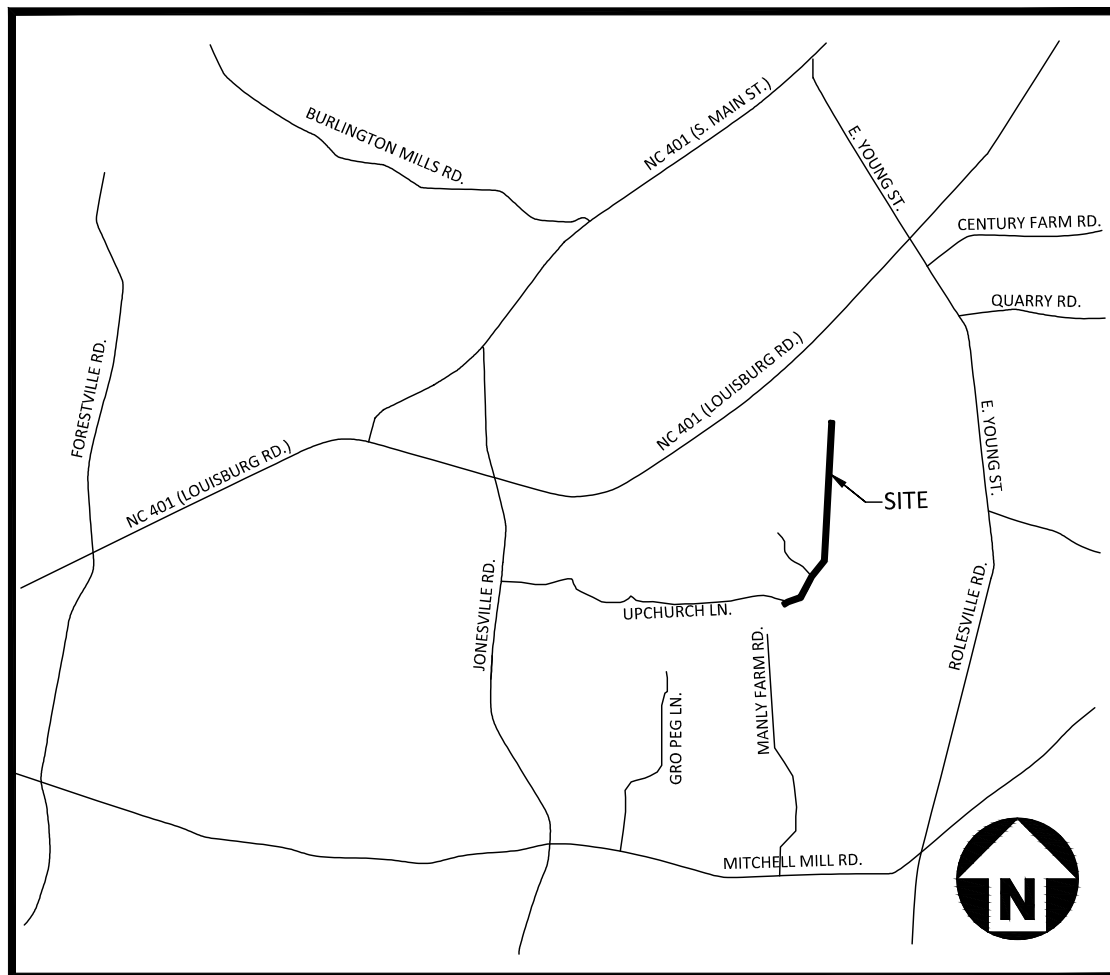 BURLINGTON MILLS RD.
NC 401 (S. MAIN ST.)
E. YOUNG ST.
CENTURY FARM RD.
QUARRY RD.
FORESTVILLE RD.
NC 401 (LOUISBURG RD.)
NC 401 (LOUISBURG RD.)
E. YOUNG ST.
SITE
JONESVILLE RD.
UPCHURCH LN.
ROLESVILLE RD.
MANLY FARM RD.
GRO PEG LN.
MITCHELL MILL RD.
N